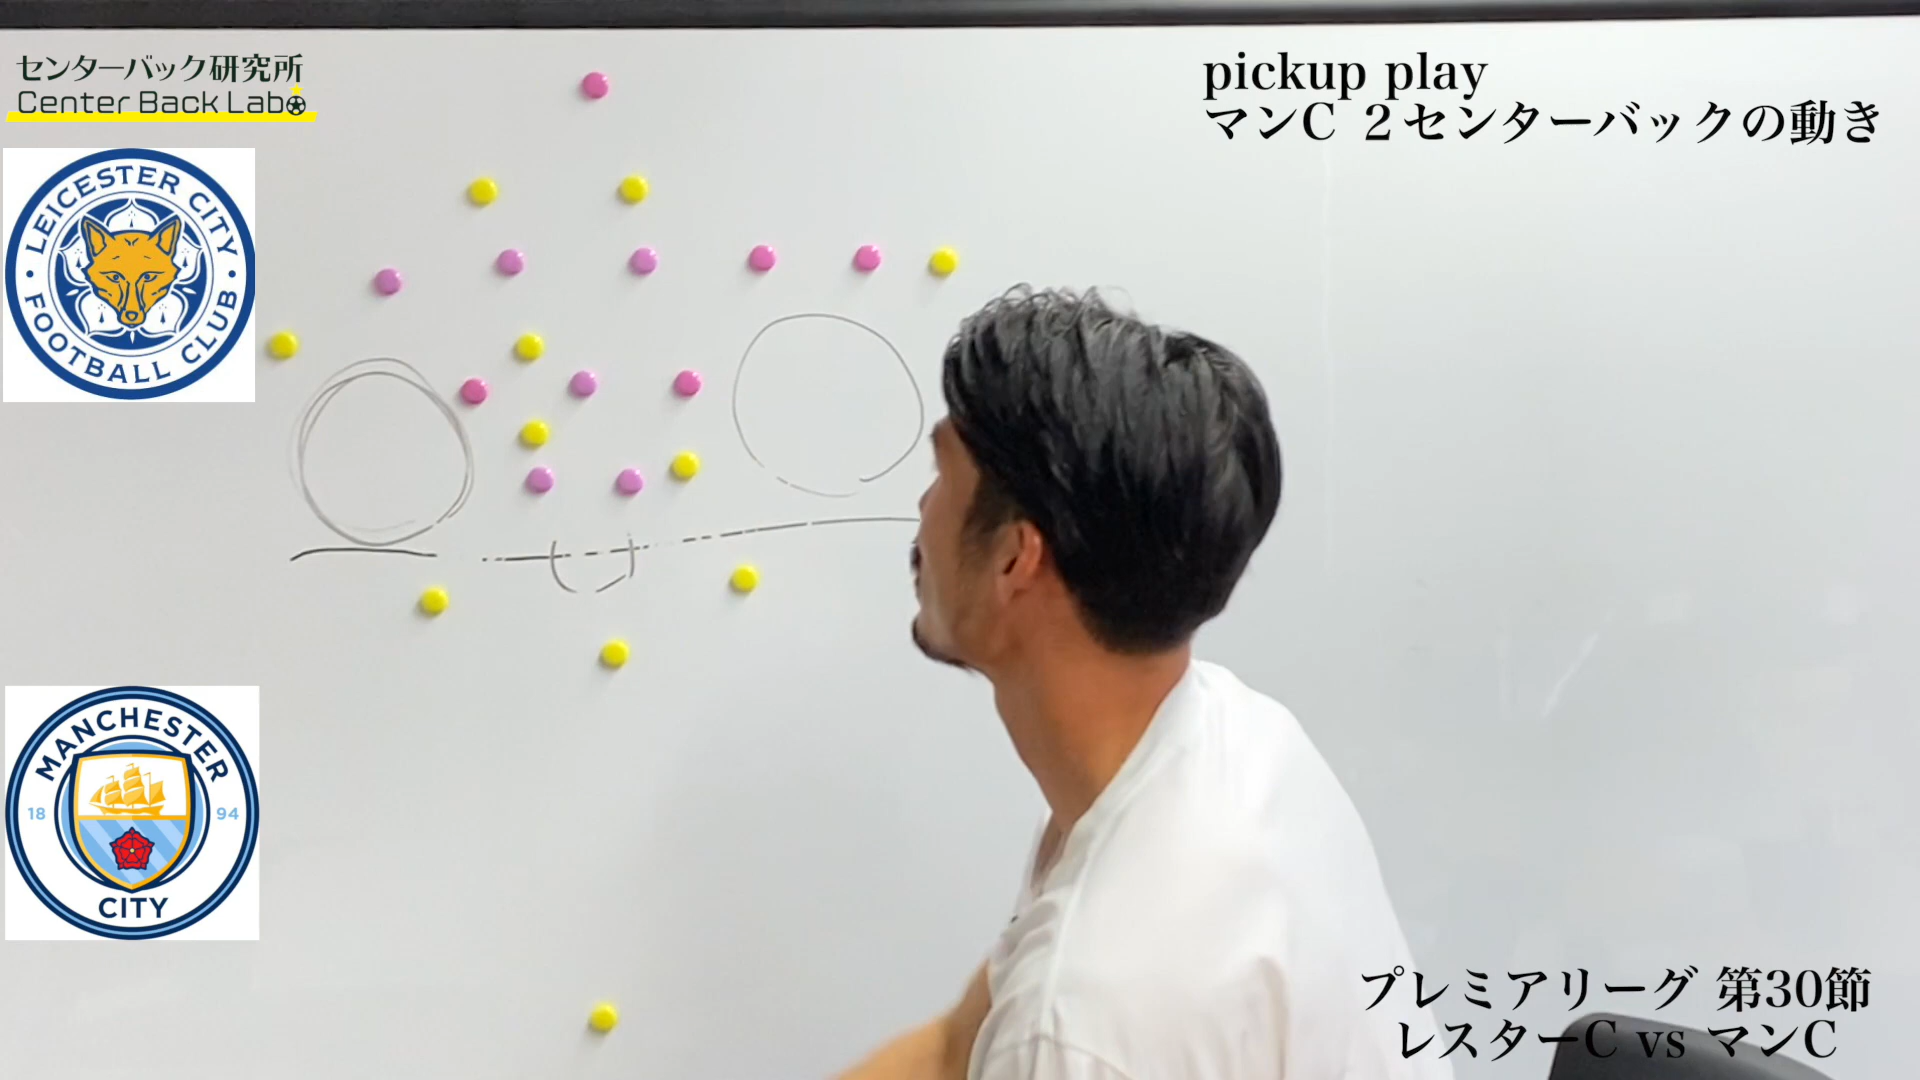 センターバック研究所
Center Back Labo
pickup play
マンC ２センターバックの動き
LEICESTER CITY
FOOTBALL CLUB
MANCHESTER
18 94
CITY
プレミアリーグ 第30節
レスターC vs マンC